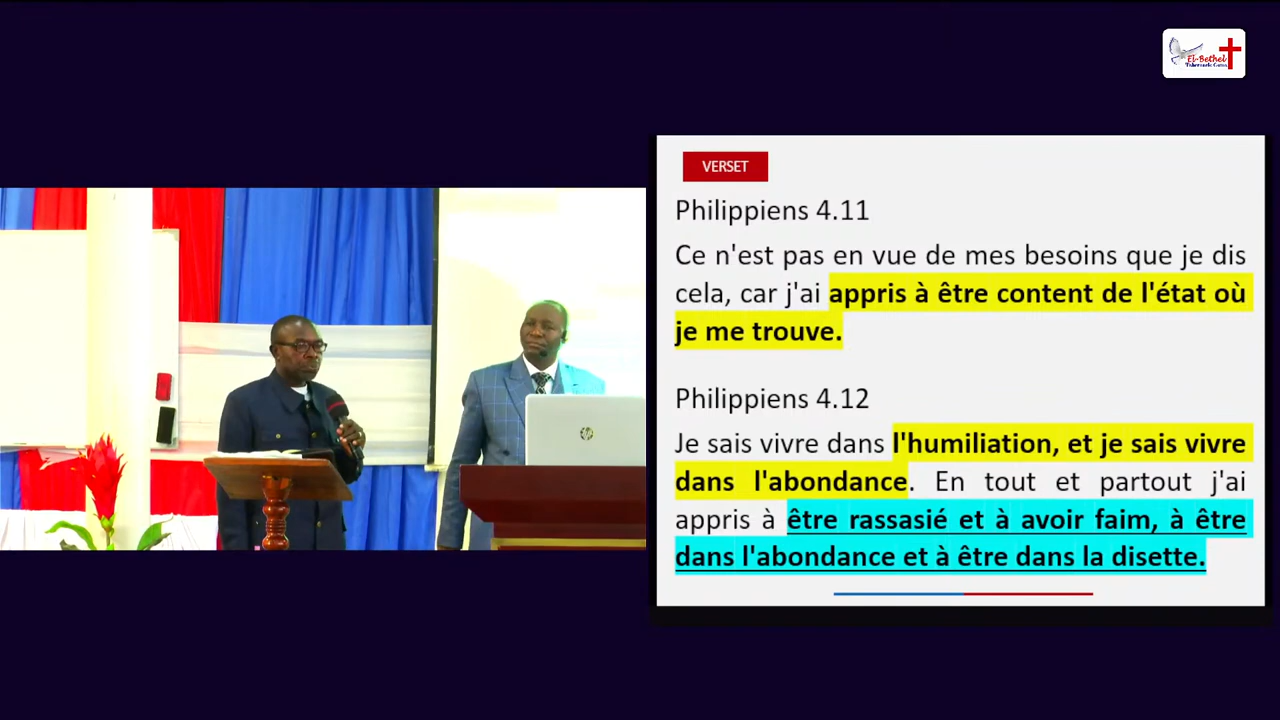 El-Bethel
VERSET
Philippiens 4.11
Ce n'est pas en vue de mes besoins que je dis
cela, car j'ai appris à être content de l'état où
je me trouve.
Philippiens 4.12
Je sais vivre dans l'humiliation, et je sais vivre
dans l'abondance. En tout et partout j'ai
appris à être rassasié et à avoir faim, à être
dans l'abondance et à être dans la disette.